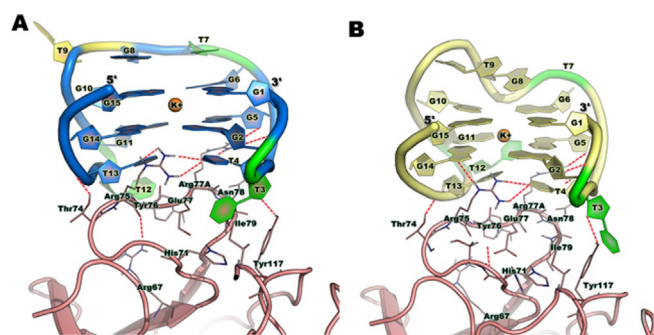 A
T9
G8
T7
5'
G10
G15
K+
G6
G1
3'
G5
G14
G11
G2
T13
T12
T4
Arg77A
Asn78
T3
Thr74
Arg75
Tyr76
Glu77
Ile79
His71
Tyr117
Arg67
B
T7
T9
G8
G10
G6
3'
5'
G1
G15
G11
K+
G5
G14
T12
G2
T13
T4
Arg77A
Thr74
Arg75
Glu77
Asn78
T3
Tyr76
Ile79
His71
Tyr117
Arg67